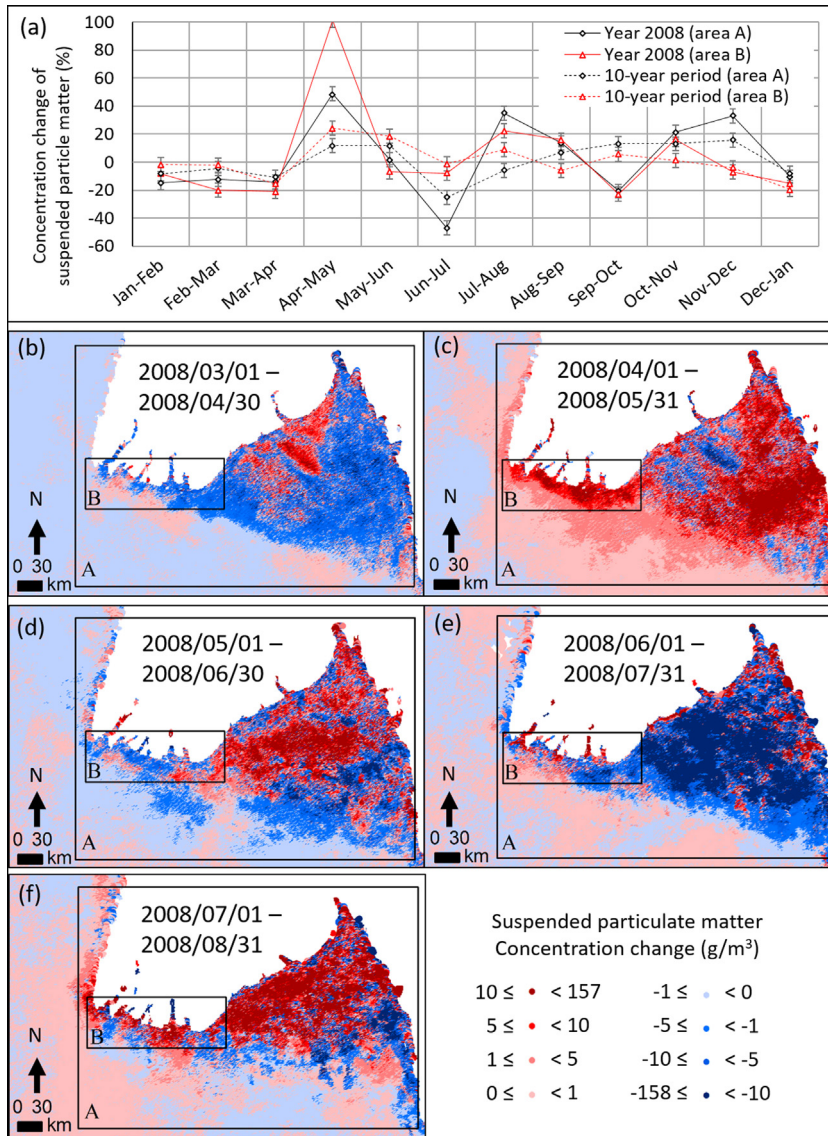 (a)
Concentration change of
suspended particle matter (%)
100
80
60
40
20
0
-20
-40
-60
Year 2008 (area A)
Year 2008 (area B)
10-year period (area A)
10-year period (area B)
Jan-Feb
Feb-Mar
Mar-Apr
Apr-May
May-Jun
Jun-Jul
Jul-Aug
Aug-Sep
Sep-Oct
Oct-Nov
Nov-Dec
Dec-Jan
(b)
2008/03/01 –
2008/04/30
B
N
A
0 30
km
(c)
2008/04/01 –
2008/05/31
B
N
A
0 30
km
(d)
2008/05/01 –
2008/06/30
B
N
A
0 30
km
(e)
2008/06/01 –
2008/07/31
B
N
A
0 30
km
(f)
2008/07/01 –
2008/08/31
B
N
A
0 30
km
Suspended particulate matter
Concentration change (g/m³)
10 ≤ < 157 -1 ≤ < 0
5 ≤ < 10 -5 ≤ < -1
1 ≤ < 5 -10 ≤ < -5
0 ≤ < 1 -158 ≤ < -10